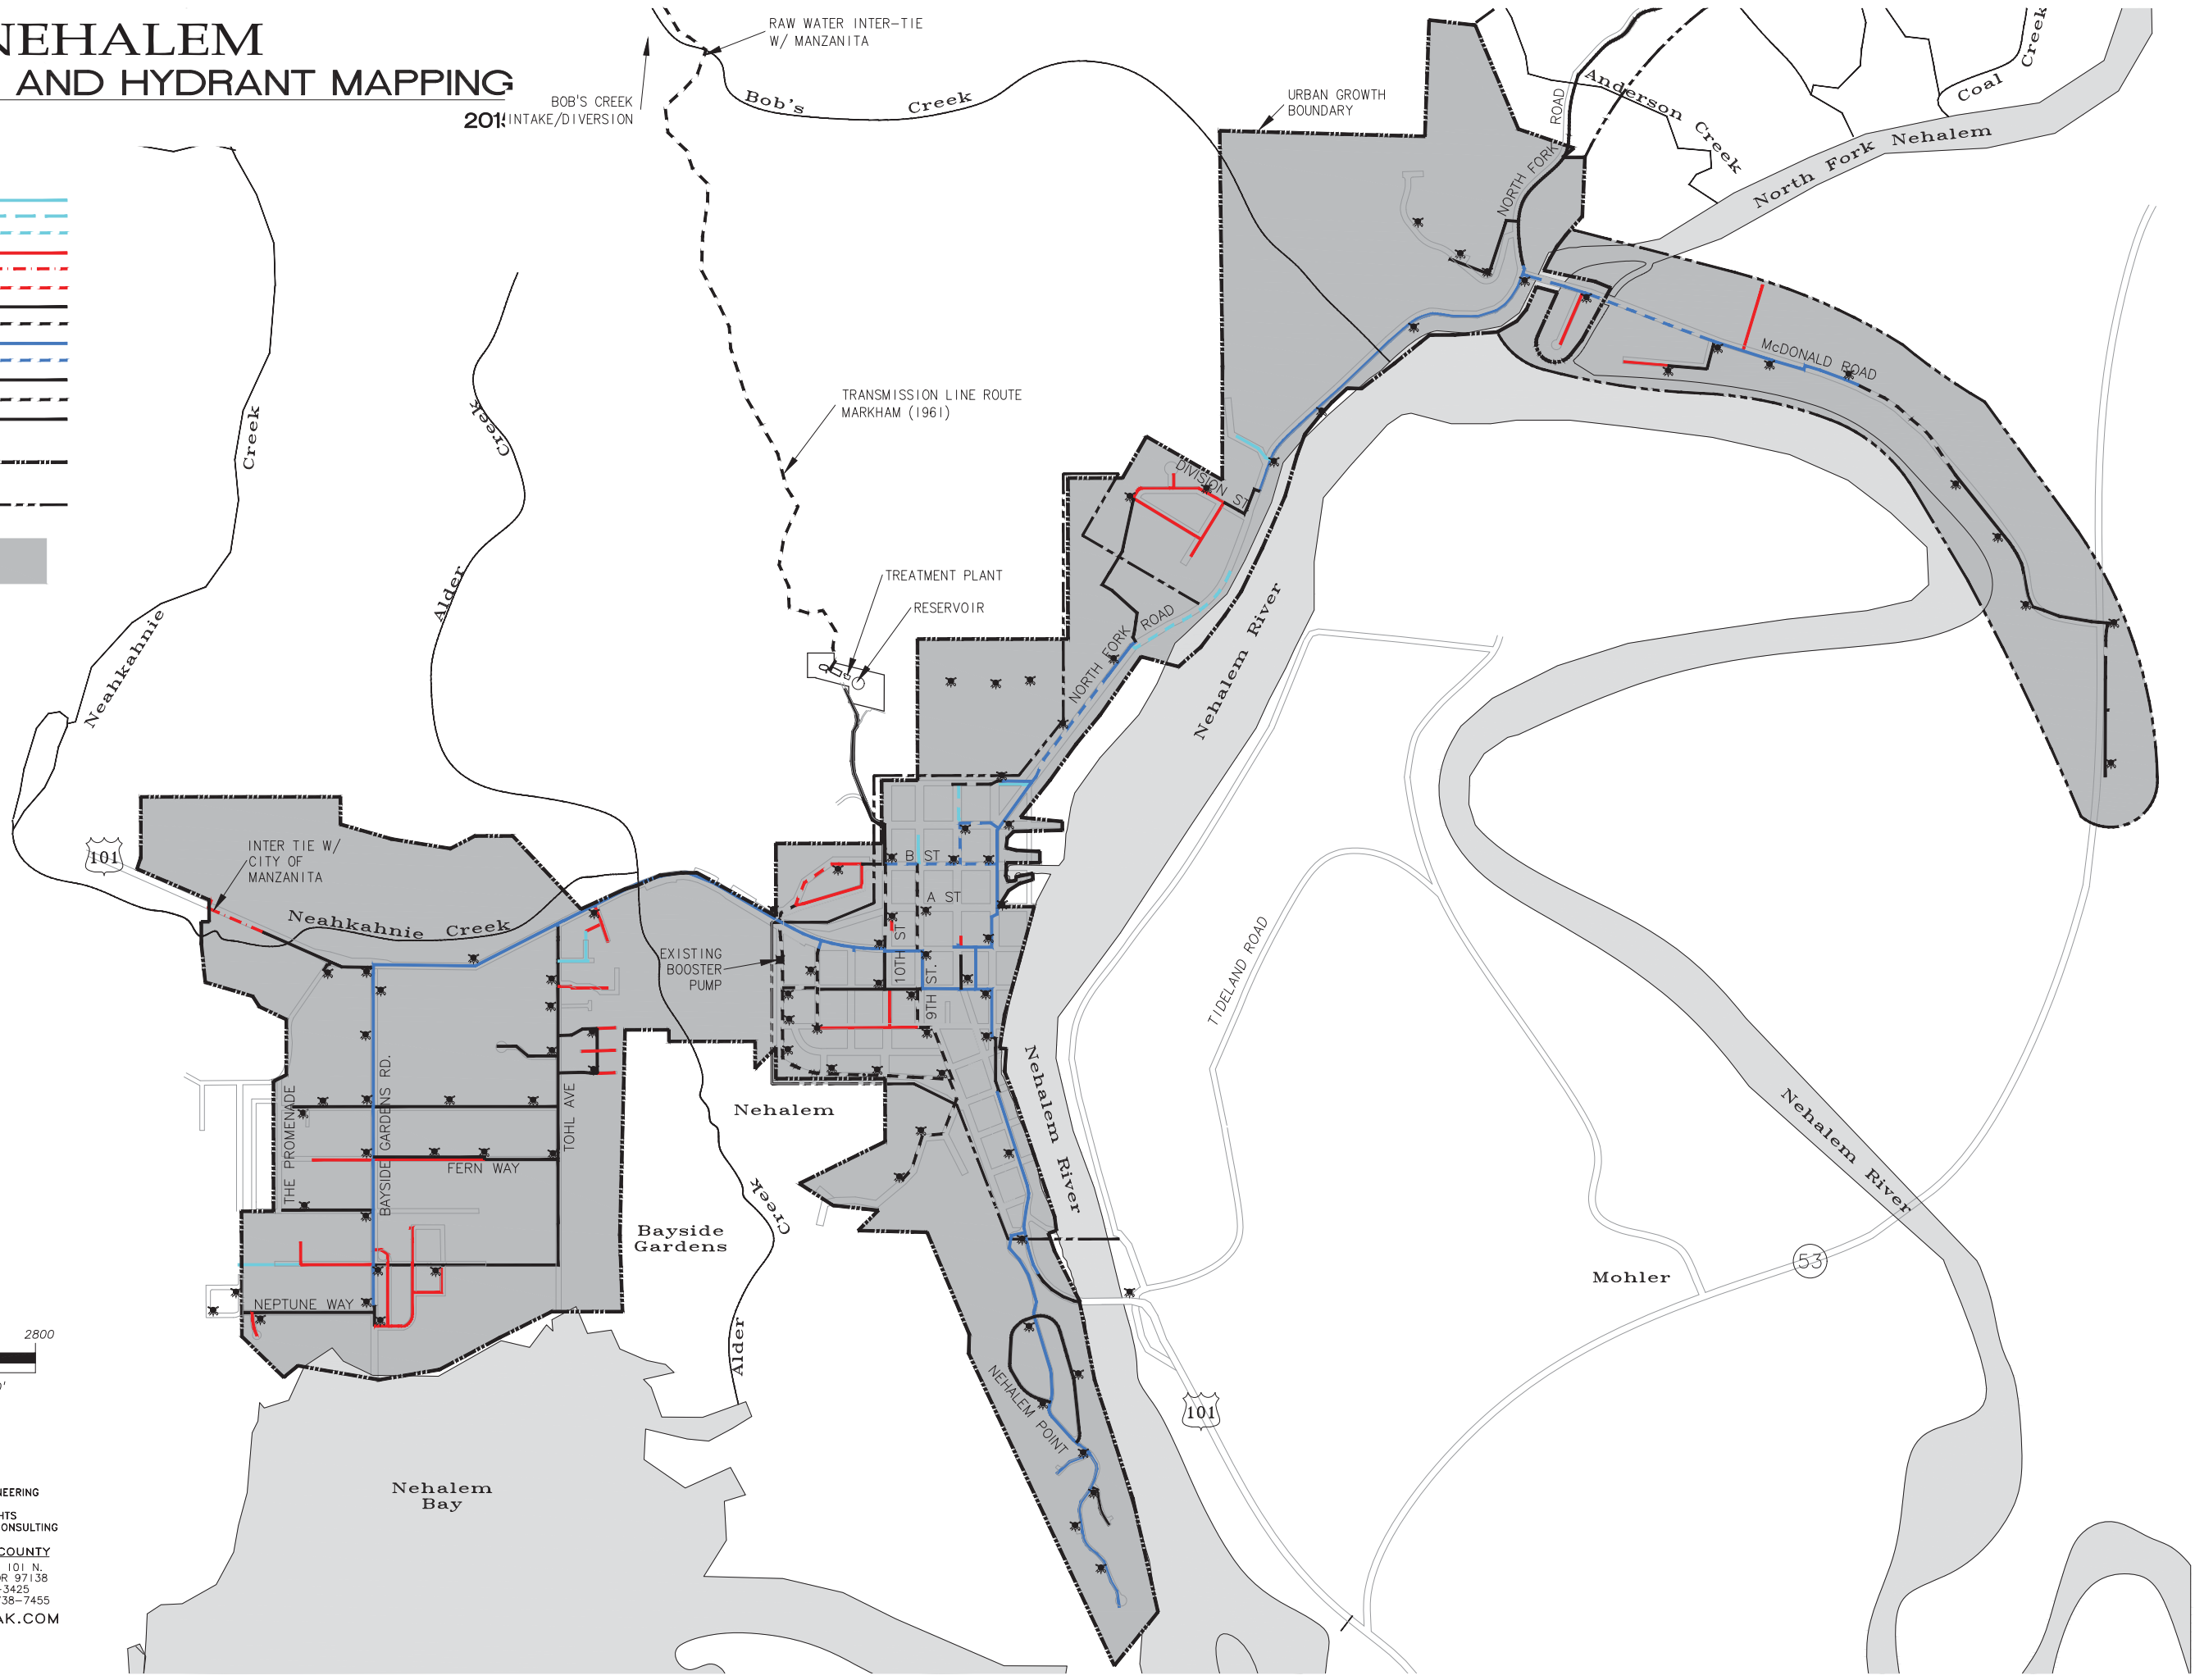 NEHALEM
AND HYDRANT MAPPING
201
RAW WATER INTER-TIE
W/ MANZANITA
BOB'S CREEK
INTAKE/DIVERSION
Bob's Creek
URBAN GROWTH
BOUNDARY
ROAD
NORTH FORK
Anderson Creek
Coal Creek
North Fork Nehalem
McDONALD ROAD
TRANSMISSION LINE ROUTE
MARKHAM (1961)
DIVISION ST
Creek
Neahkahnie
Creek
Alder
TREATMENT PLANT
RESERVOIR
NORTH FORK ROAD
Nehalem River
101
INTER TIE W/
CITY OF
MANZANITA
Neahkahnie Creek
B ST
A ST
10TH ST
9TH ST.
EXISTING
BOOSTER
PUMP
TIDELAND ROAD
THE PROMENADE
BAYSIDE GARDENS RD.
TOHL AVE
FERN WAY
NEPTUNE WAY
Nehalem
Nehalem River
Nehalem River
Bayside
Gardens
Creek
Alder
Mohler
53
2800
NEHALEM POINT
101
Nehalem
Bay
NEERING
HTS
ONSULTING
COUNTY
101 N.
OR 97138
-3425
738-7455
AK.COM